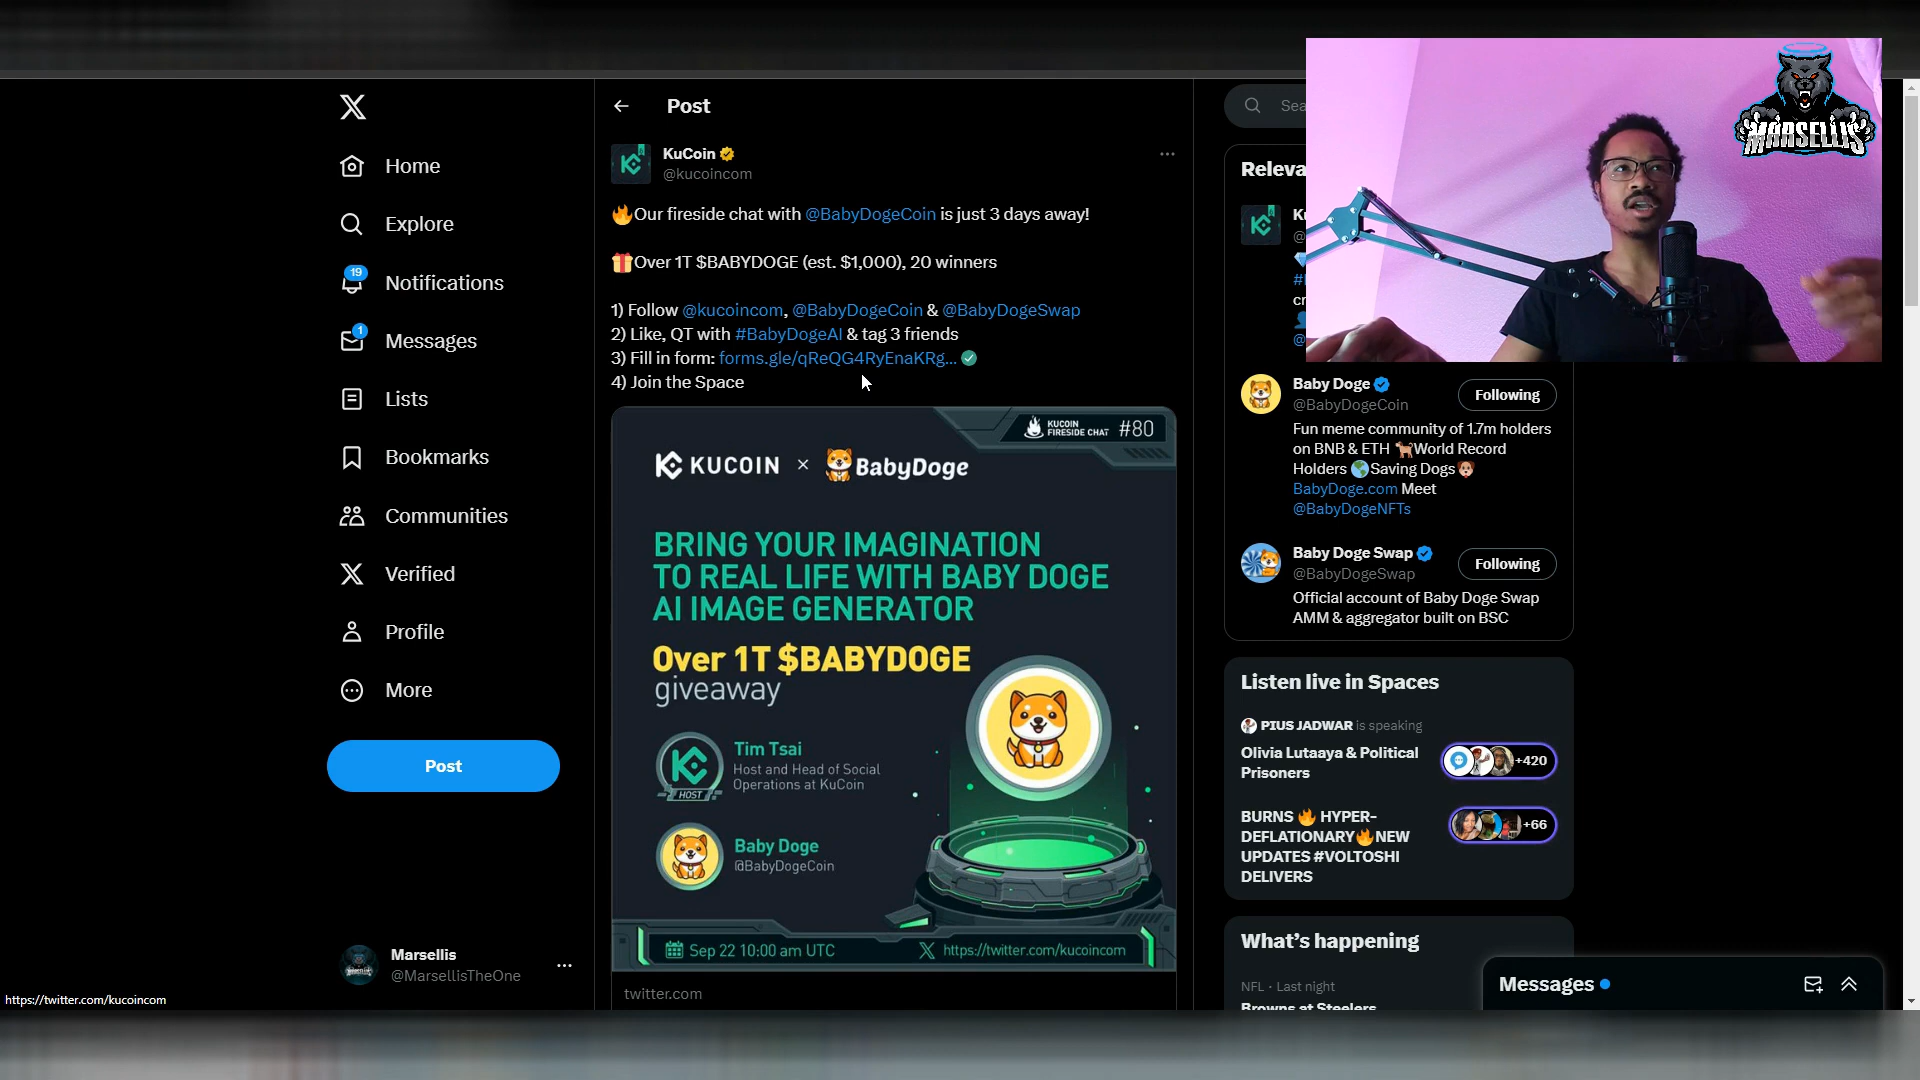 Home
Explore
19
Notifications
1
Messages
Lists
Bookmarks
Communities
Verified
Profile
More
Post
Marsellis
@MarsellisTheOne
https://twitter.com/kucoincom
Post
KuCoin
@kucoincom
🔥Our fireside chat with @BabyDogeCoin is just 3 days away!
🎁Over 1T $BABYDOGE (est. $1,000), 20 winners
1) Follow @kucoincom, @BabyDogeCoin & @BabyDogeSwap
2) Like, QT with #BabyDogeAI & tag 3 friends
3) Fill in form: forms.gle/qReQG4RyEnaKRg... ✅
4) Join the Space
KUCOIN
FIRESIDE CHAT #80
KUCOIN × BabyDoge
BRING YOUR IMAGINATION
TO REAL LIFE WITH BABY DOGE
AI IMAGE GENERATOR
Over 1T $BABYDOGE
giveaway
Tim Tsai
Host and Head of Social
Operations at KuCoin
HOST
Baby Doge
@BabyDogeCoin
Sep 22 10:00 am UTC
https://twitter.com/kucoincom
twitter.com
MARSELLIS
Baby Doge
@BabyDogeCoin
Following
Fun meme community of 1.7m holders
on BNB & ETH 🐕World Record
Holders 🌎Saving Dogs🐶
BabyDoge.com Meet
@BabyDogeNFTs
Baby Doge Swap
@BabyDogeSwap
Following
Official account of Baby Doge Swap
AMM & aggregator built on BSC
Listen live in Spaces
PIUS JADWAR is speaking
Olivia Lutaaya & Political
Prisoners
+420
BURNS 🔥 HYPER-
DEFLATIONARY🔥NEW
UPDATES #VOLTOSHI
DELIVERS
+66
What's happening
NFL · Last night
Browns at Steelers
Messages